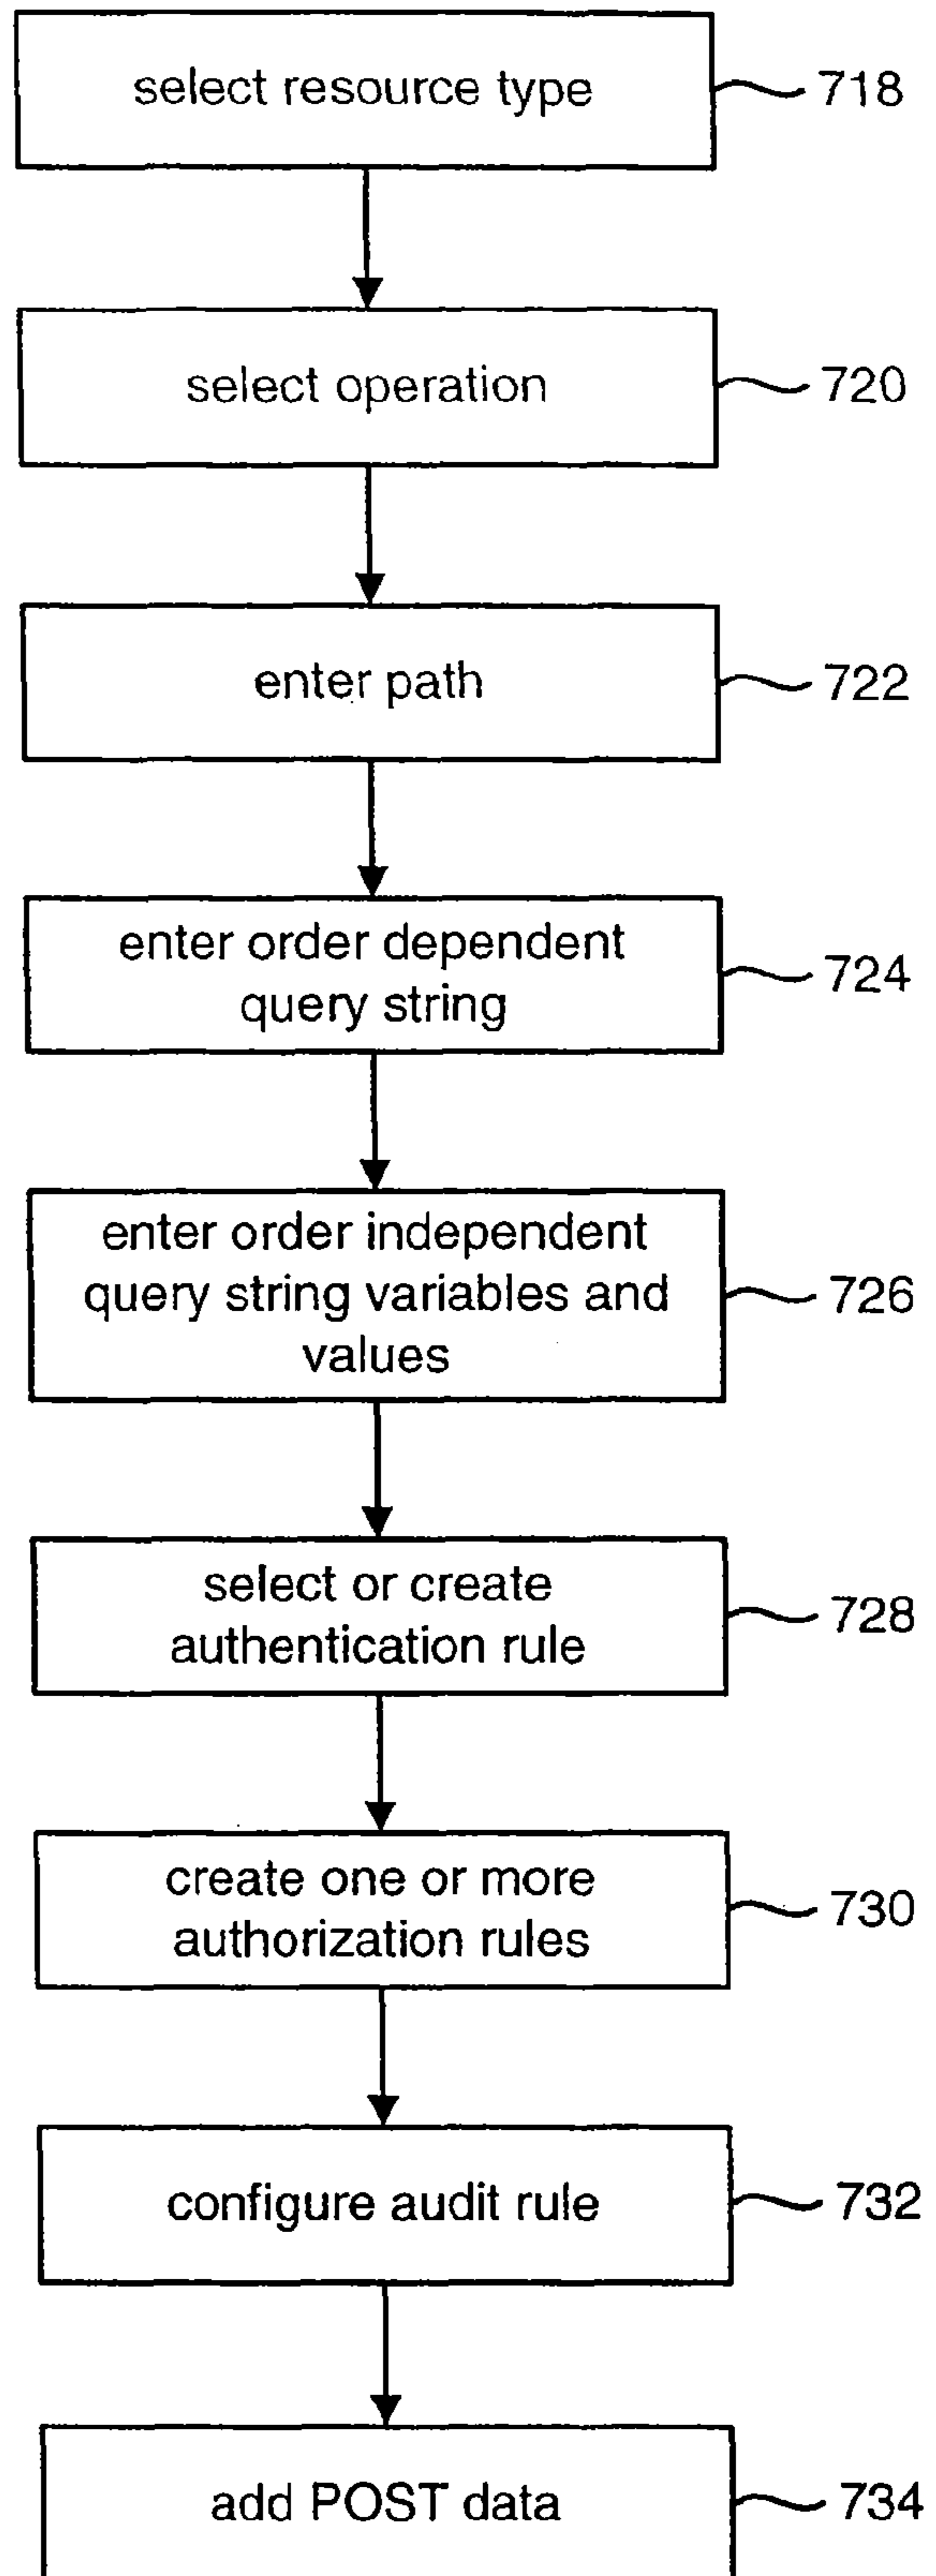 select resource type
718
select operation
720
enter path
722
enter order dependent
query string
724
enter order independent
query string variables and
values
726
select or create
authentication rule
728
create one or more
authorization rules
730
configure audit rule
732
add POST data
734